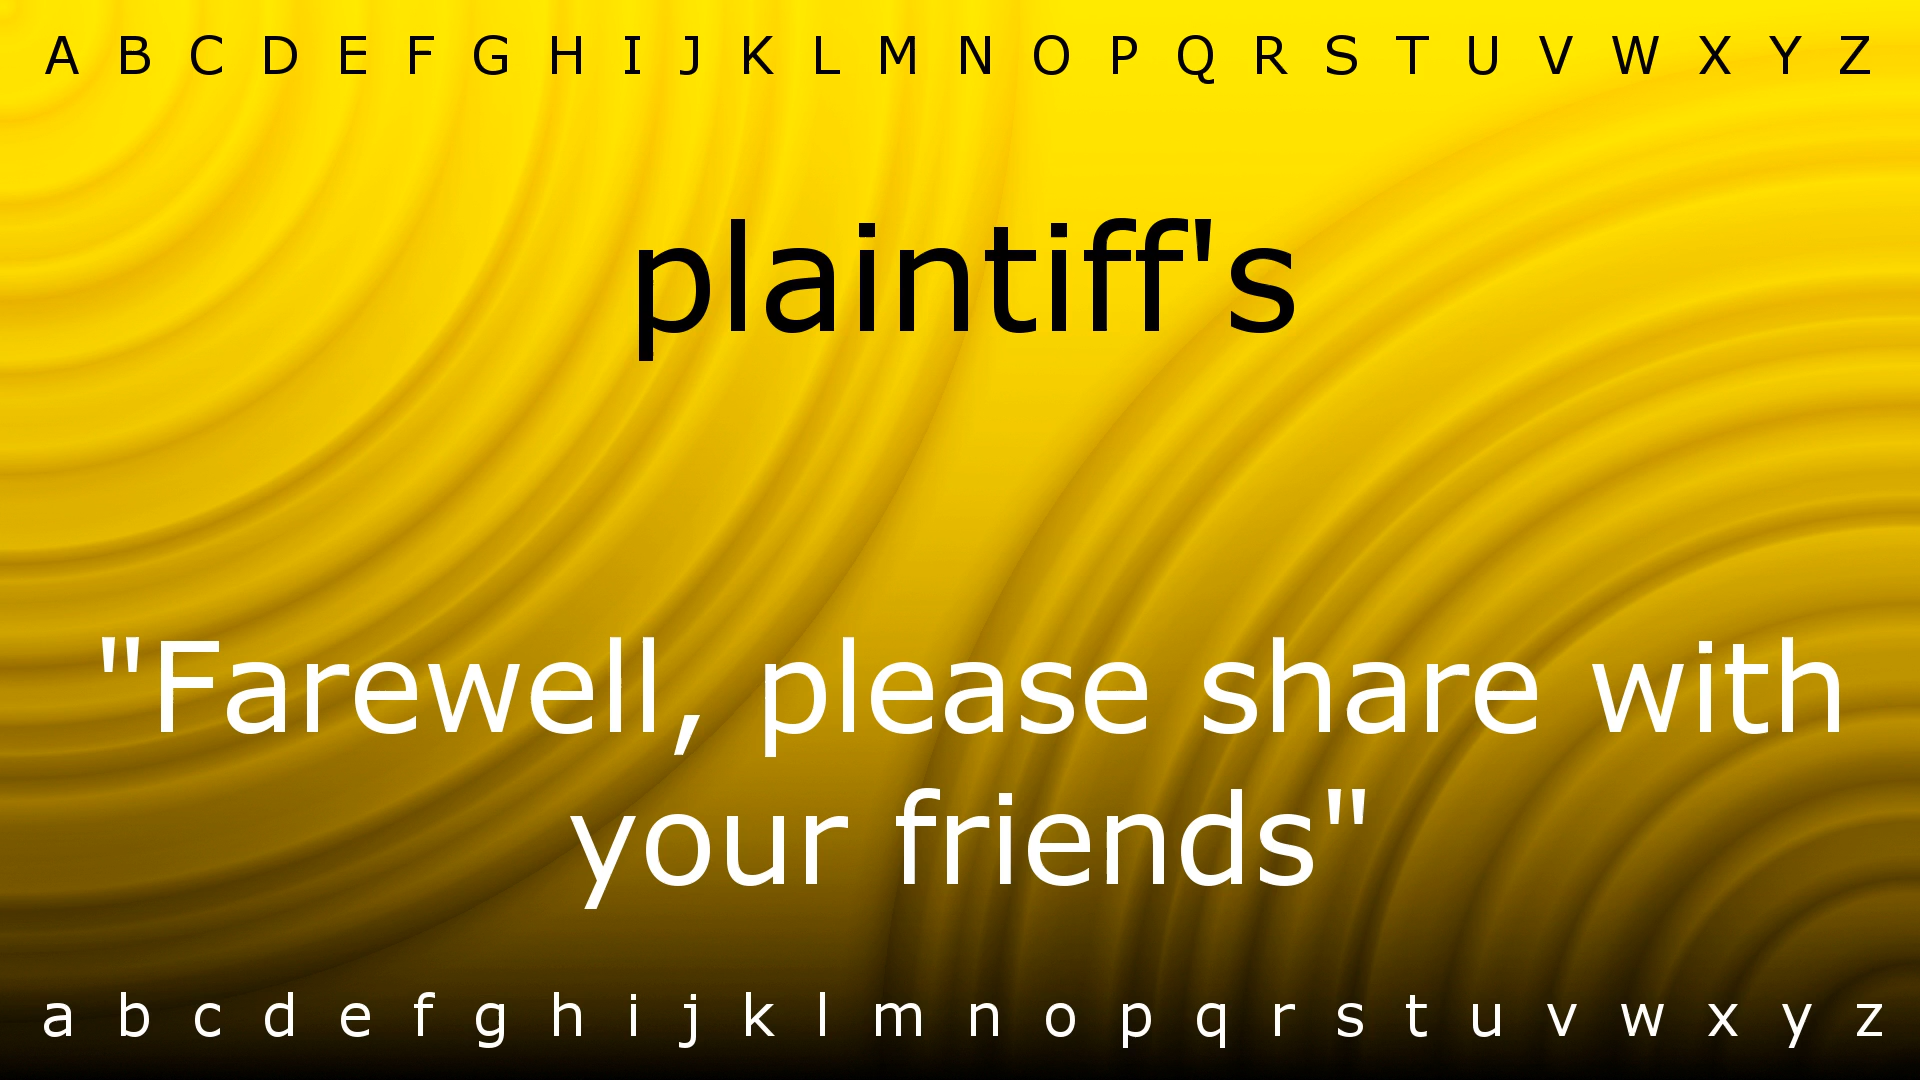 A B C D E F G H I J K L M N O P Q R S T U V W X Y Z
plaintiff's
"Farewell, please share with
your friends"
a b c d e f g h i j k l m n o p q r s t u v w x y z